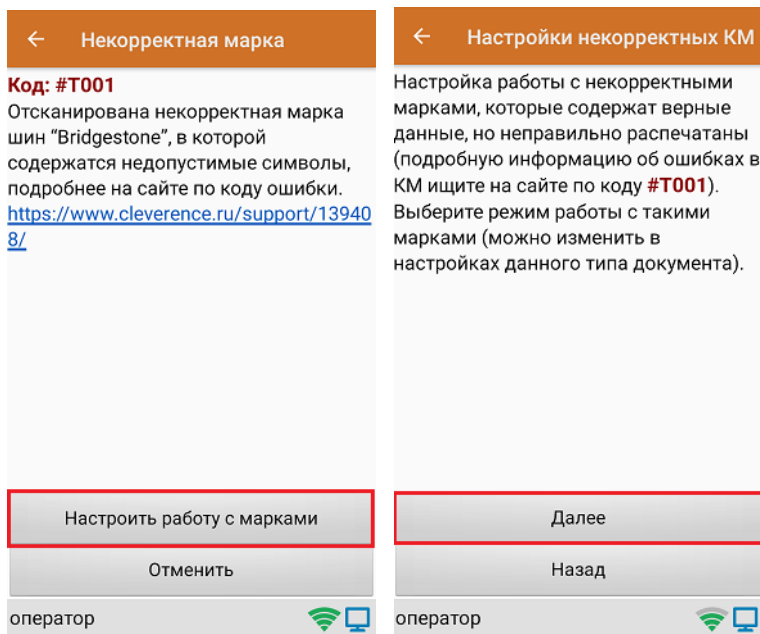 Некорректная марка
Код: #T001
Отсканирована некорректная марка
шин “Bridgestone”, в которой
содержатся недопустимые символы,
подробнее на сайте по коду ошибки.
https://www.cleverence.ru/support/13940
8/
Настроить работу с марками
Отменить
оператор
Настройки некорректных КМ
Настройка работы с некорректными
марками, которые содержат верные
данные, но неправильно распечатаны
(подробную информацию об ошибках в
КМ ищите на сайте по коду #T001).
Выберите режим работы с такими
марками (можно изменить в
настройках данного типа документа).
Далее
Назад
оператор